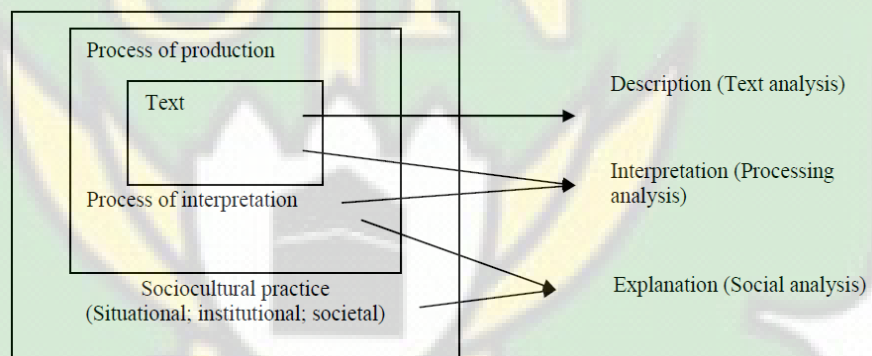 Process of production
Text
Description (Text analysis)
Interpretation (Processing
analysis)
Process of interpretation
Sociocultural practice
(Situational; institutional; societal)
Explanation (Social analysis)